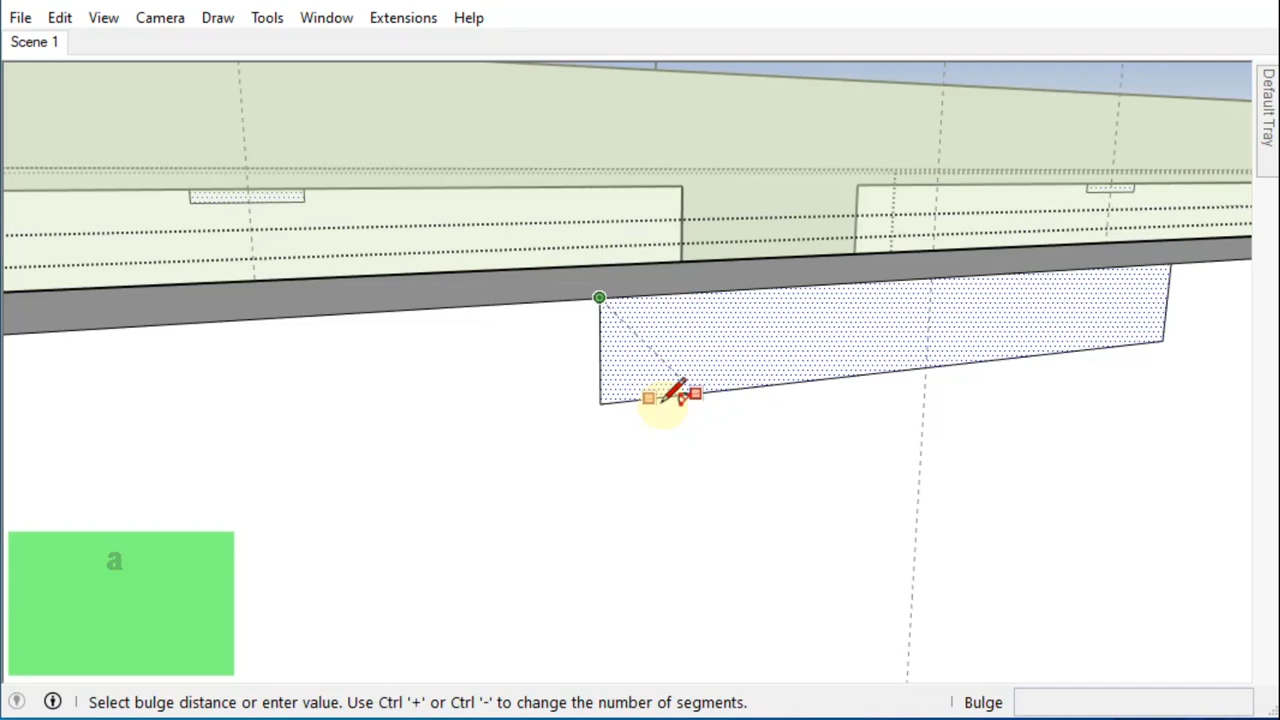 File Edit View Camera Draw Tools Window Extensions Help
Scene 1
Default Tray
a
Select bulge distance or enter value. Use Ctrl '+' or Ctrl '-' to change the number of segments.
Bulge